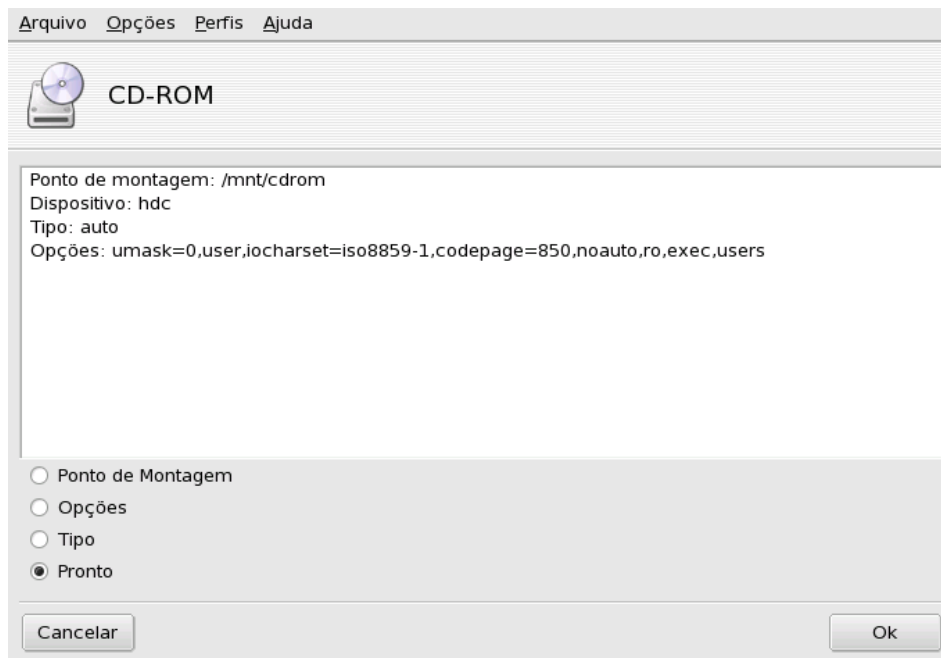 Arquivo Opções Perfis Ajuda
CD-ROM
Ponto de montagem: /mnt/cdrom
Dispositivo: hdc
Tipo: auto
Opções: umask=0,user,iocharset=iso8859-1,codepage=850,noauto,ro,exec,users
Ponto de Montagem
Opções
Tipo
Pronto
Cancelar Ok